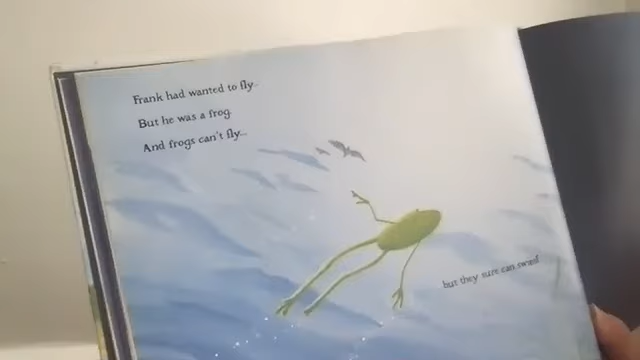 Frank had wanted to fly...
But he was a frog.
And frogs can't fly...
but they sure can swim!